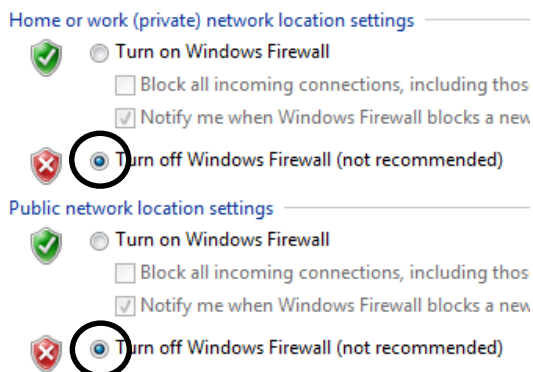 Home or work (private) network location settings
Turn on Windows Firewall
Block all incoming connections, including thos
Notify me when Windows Firewall blocks a new
Turn off Windows Firewall (not recommended)
Public network location settings
Turn on Windows Firewall
Block all incoming connections, including thos
Notify me when Windows Firewall blocks a new
Turn off Windows Firewall (not recommended)